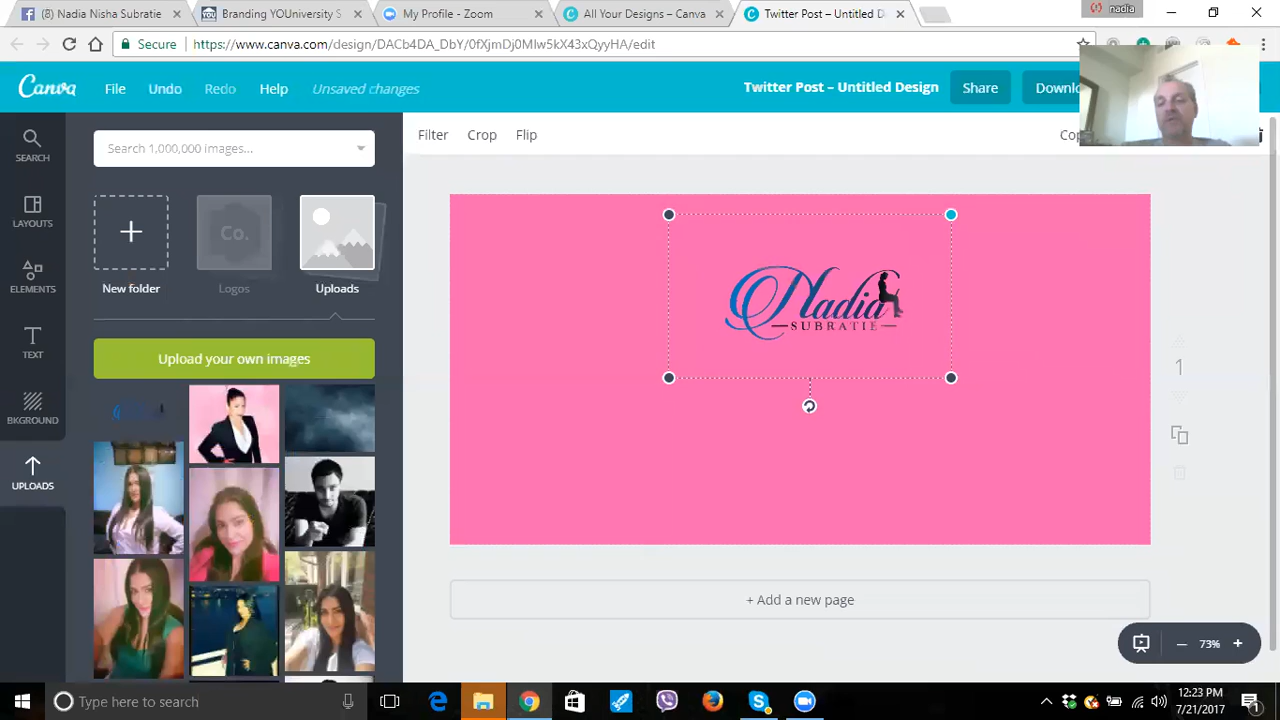 Nadia Nisha Subratie
Branding YOUniversity S
My Profile - Zoom
All Your Designs – Canva
Twitter Post – Untitled D
nadia
Secure
https://www.canva.com/design/DACb4DA_DbY/0fXjmDj0MIw5kX43xQyyHA/edit
Canva
File
Undo
Redo
Help
Unsaved changes
Twitter Post – Untitled Design
Share
Downlo
SEARCH
LAYOUTS
ELEMENTS
TEXT
BKGROUND
UPLOADS
Search 1,000,000 images...
Co.
New folder
Logos
Uploads
Upload your own images
Filter
Crop
Flip
Cop
Nadia
SUBRATIE
1
+ Add a new page
73%
Type here to search
12:23 PM
7/21/2017